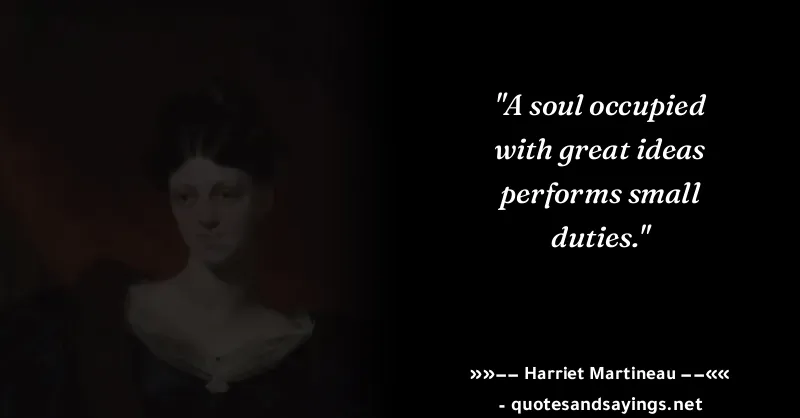 "A soul occupied
with great ideas
performs small
duties."
»»−− Harriet Martineau −−««
- quotesandsayings.net